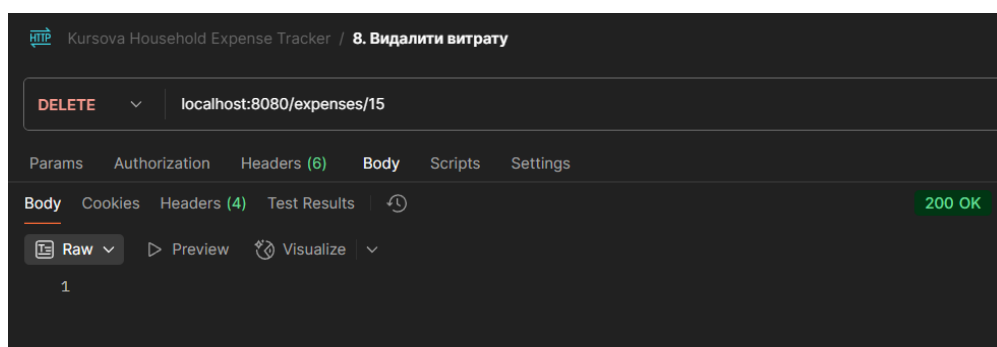 HTTP Kursova Household Expense Tracker / 8. Видалити витрату
DELETE localhost:8080/expenses/15
Params Authorization Headers (6) Body Scripts Settings
Body Cookies Headers (4) Test Results 200 OK
Raw Preview Visualize
1